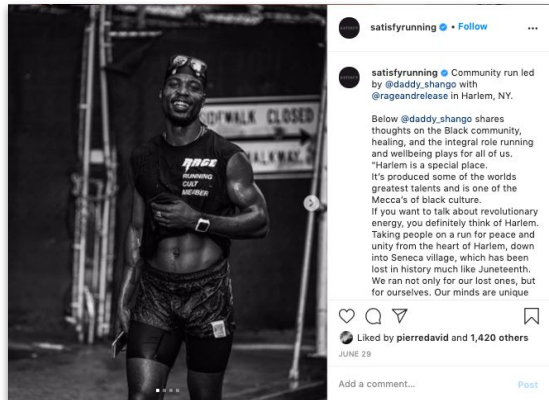 SIDEWALK CLOSED
WALKWAY
RAGE
RUNNING
CULT
MEMBER
satisfyrunning • Follow
satisfyrunning Community run led
by @daddy_shango with
@rageandrelease in Harlem, NY.
Below @daddy_shango shares
thoughts on the Black community,
healing, and the integral role running
and wellbeing plays for all of us.
"Harlem is a special place.
It's produced some of the worlds
greatest talents and is one of the
Mecca's of black culture.
If you want to talk about revolutionary
energy, you definitely think of Harlem.
Taking people on a run for peace and
unity from the heart of Harlem, down
into Seneca village, which has been
lost in history much like Juneteenth.
We ran not only for our lost ones, but
for ourselves. Our minds are unique
Liked by pierredavid and 1,420 others
JUNE 29
Add a comment...
Post